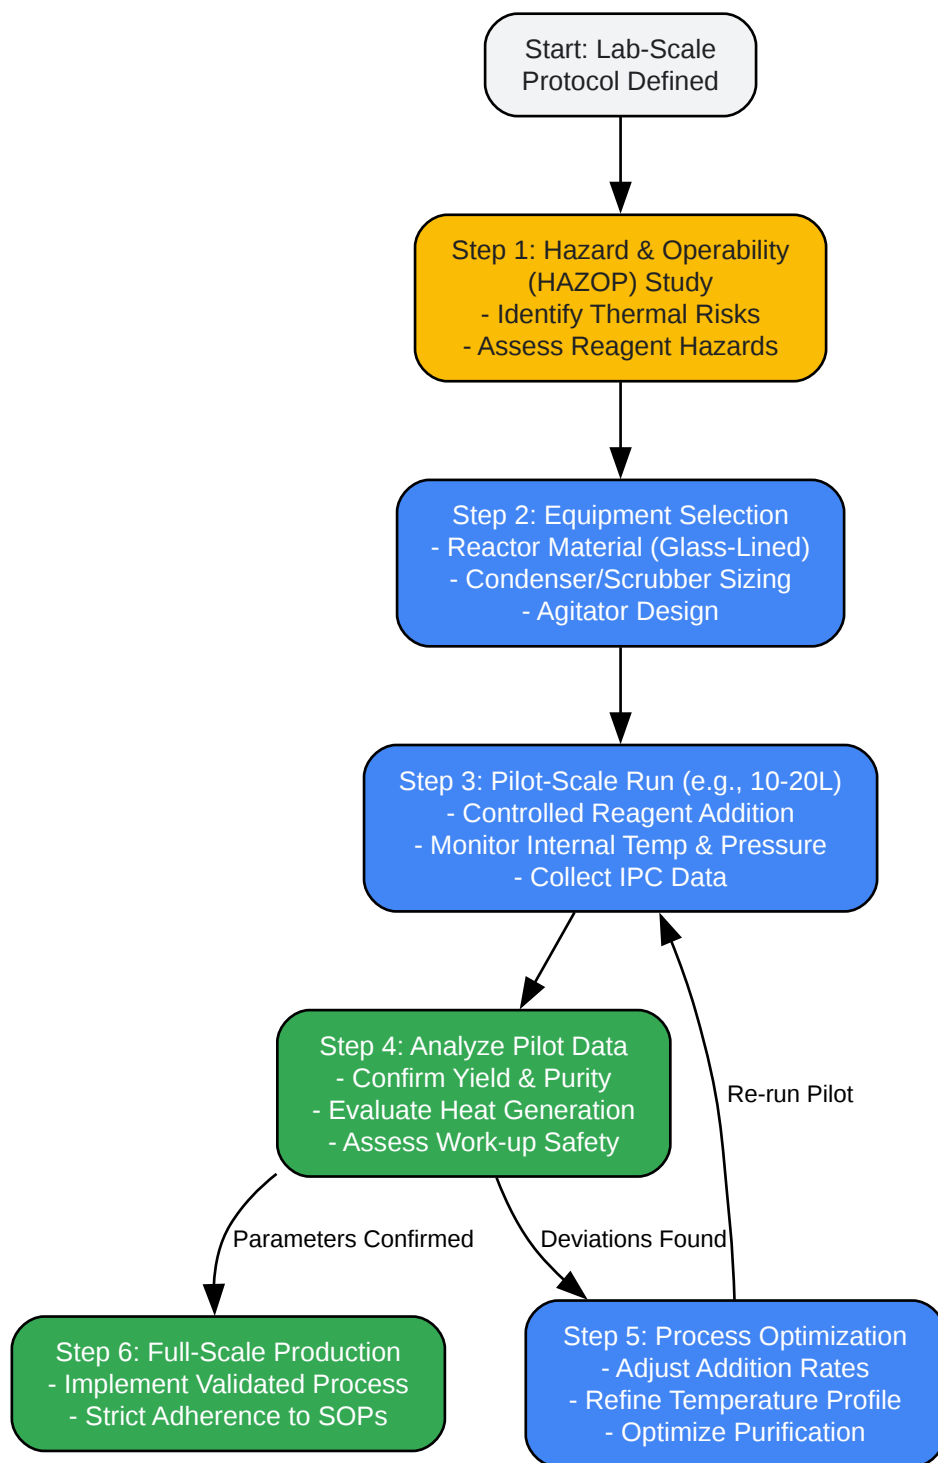 Start: Lab-Scale
Protocol Defined
Step 1: Hazard & Operability
(HAZOP) Study
- Identify Thermal Risks
- Assess Reagent Hazards
Step 2: Equipment Selection
- Reactor Material (Glass-Lined)
- Condenser/Scrubber Sizing
- Agitator Design
Step 3: Pilot-Scale Run (e.g., 10-20L)
- Controlled Reagent Addition
- Monitor Internal Temp & Pressure
- Collect IPC Data
Step 4: Analyze Pilot Data
- Confirm Yield & Purity
- Evaluate Heat Generation
- Assess Work-up Safety
Re-run Pilot
Parameters Confirmed
Deviations Found
Step 6: Full-Scale Production
- Implement Validated Process
- Strict Adherence to SOPs
Step 5: Process Optimization
- Adjust Addition Rates
- Refine Temperature Profile
- Optimize Purification